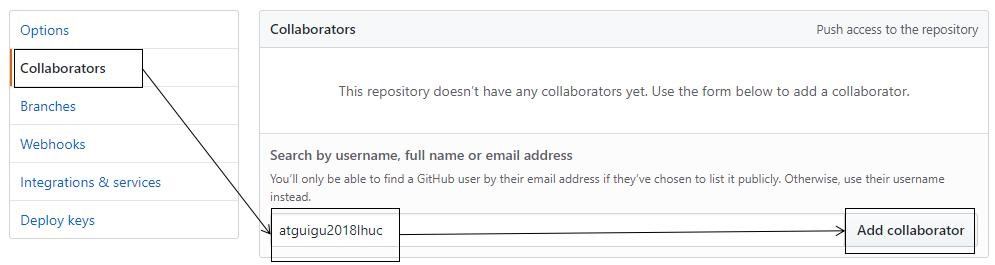 Options
Collaborators
Branches
Webhooks
Integrations & services
Deploy keys
Collaborators
Push access to the repository
This repository doesn't have any collaborators yet. Use the form below to add a collaborator.
Search by username, full name or email address
You'll only be able to find a GitHub user by their email address if they've chosen to list it publicly. Otherwise, use their username
instead.
atguigu2018lhuc
Add collaborator